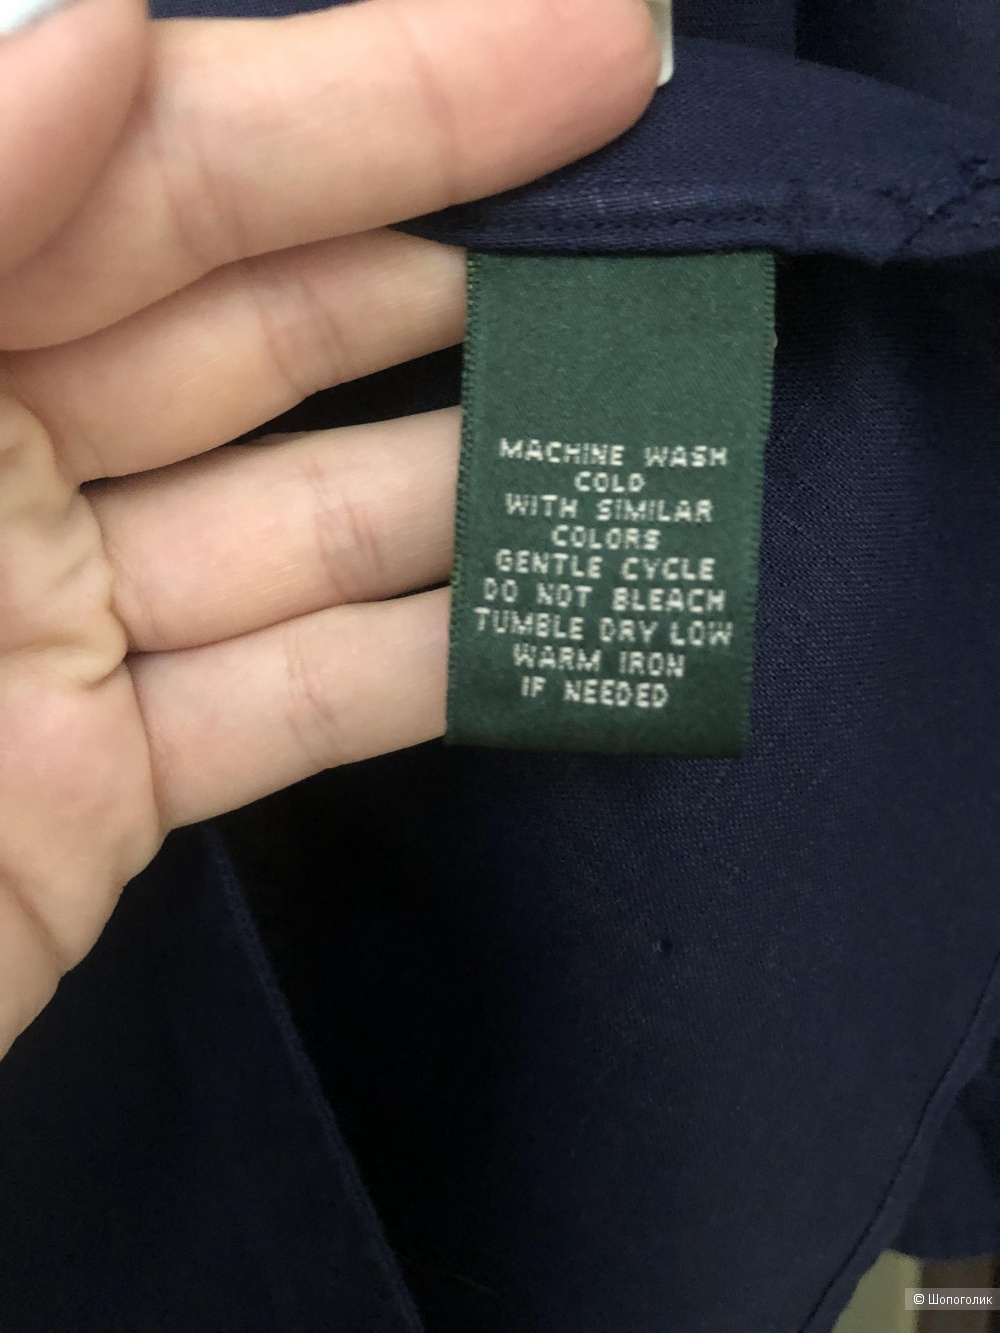 MACHINE WASH
COLD
WITH SIMILAR
COLORS
GENTLE CYCLE
DO NOT BLEACH
TUMBLE DRY LOW
WARM IRON
IF NEEDED
© Шопоголик